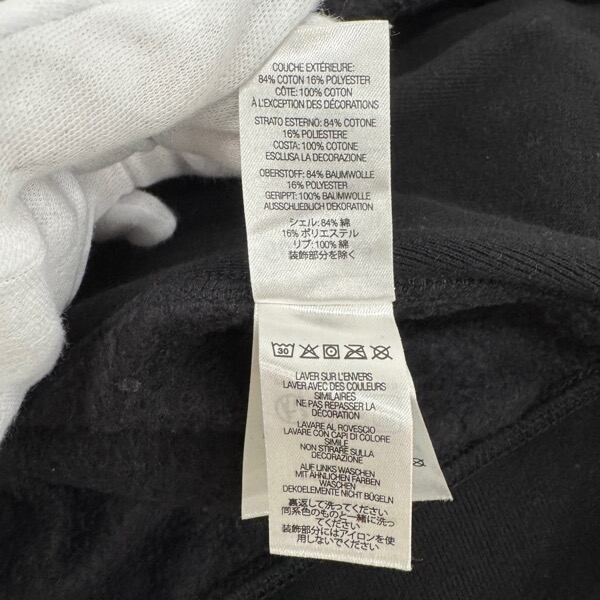 COUCHE EXTÉRIEURE:
84% COTON 16% POLYESTER
CÔTE: 100% COTON
À L'EXCEPTION DES DÉCORATIONS
STRATO ESTERNO: 84% COTONE
16% POLIESTERE
COSTA: 100% COTONE
ESCLUSA LA DECORAZIONE
OBERSTOFF: 84% BAUMWOLLE
16% POLYESTER
GERIPPT: 100% BAUMWOLLE
AUSSCHLIEßLICH DEKORATION
シェル: 84% 綿
16% ポリエステル
リブ: 100% 綿
装飾部分を除く
30
LAVER SUR L'ENVERS
LAVER AVEC DES COULEURS
SIMILAIRES
NE PAS REPASSER LA
DÉCORATION
LAVARE AL ROVESCIO
LAVARE CON CAPI DI COLORE
SIMILE
NON STIRARE SULLA
DECORAZIONE
AUF LINKS WASCHEN
MIT ÄHNLICHEN FARBEN
WASCHEN
DEKOELEMENTE NICHT BÜGELN
裏返して洗ってください
同系色のものと一緒に洗っ
てください
装飾部分にはアイロンを使
用しないでください